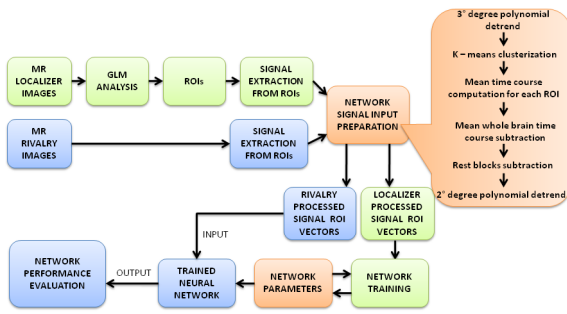 MR
LOCALIZER
IMAGES
GLM
ANALYSIS
ROIs
SIGNAL
EXTRACTION
FROM ROIs
MR
RIVALRY
IMAGES
SIGNAL
EXTRACTION
FROM ROIs
NETWORK
SIGNAL INPUT
PREPARATION
3° degree polynomial
detrend
K – means clusterization
Mean time course
computation for each ROI
Mean whole brain time
course subtraction
Rest blocks subtraction
2° degree polynomial detrend
RIVALRY
PROCESSED
SIGNAL ROI
VECTORS
LOCALIZER
PROCESSED
SIGNAL ROI
VECTORS
INPUT
NETWORK
PERFORMANCE
EVALUATION
OUTPUT
TRAINED
NEURAL
NETWORK
NETWORK
PARAMETERS
NETWORK
TRAINING